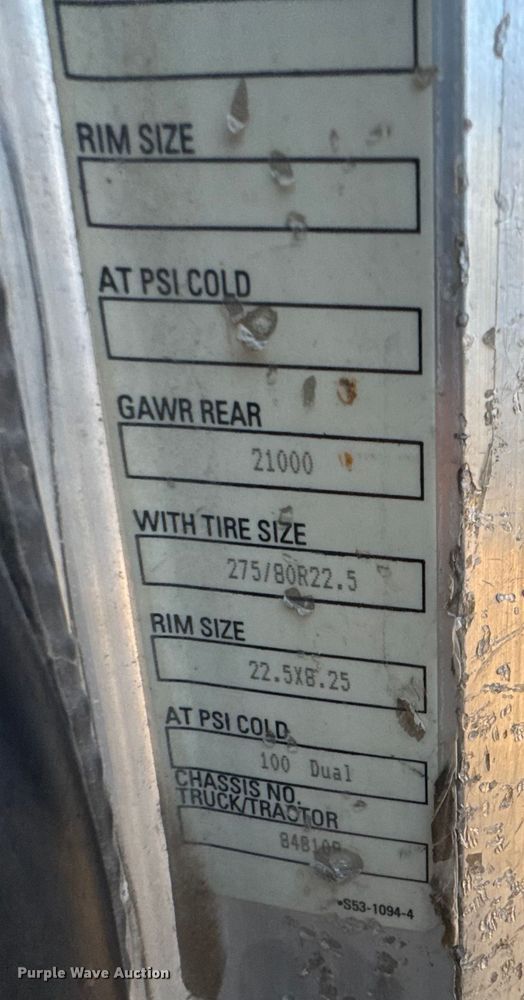 RIM SIZE
AT PSI COLD
GAWR REAR
21000
WITH TIRE SIZE
275/80R22.5
RIM SIZE
22.5X8.25
AT PSI COLD
100 Dual
CHASSIS NO.
TRUCK/TRACTOR
•S53-1094-4
Purple Wave Auction